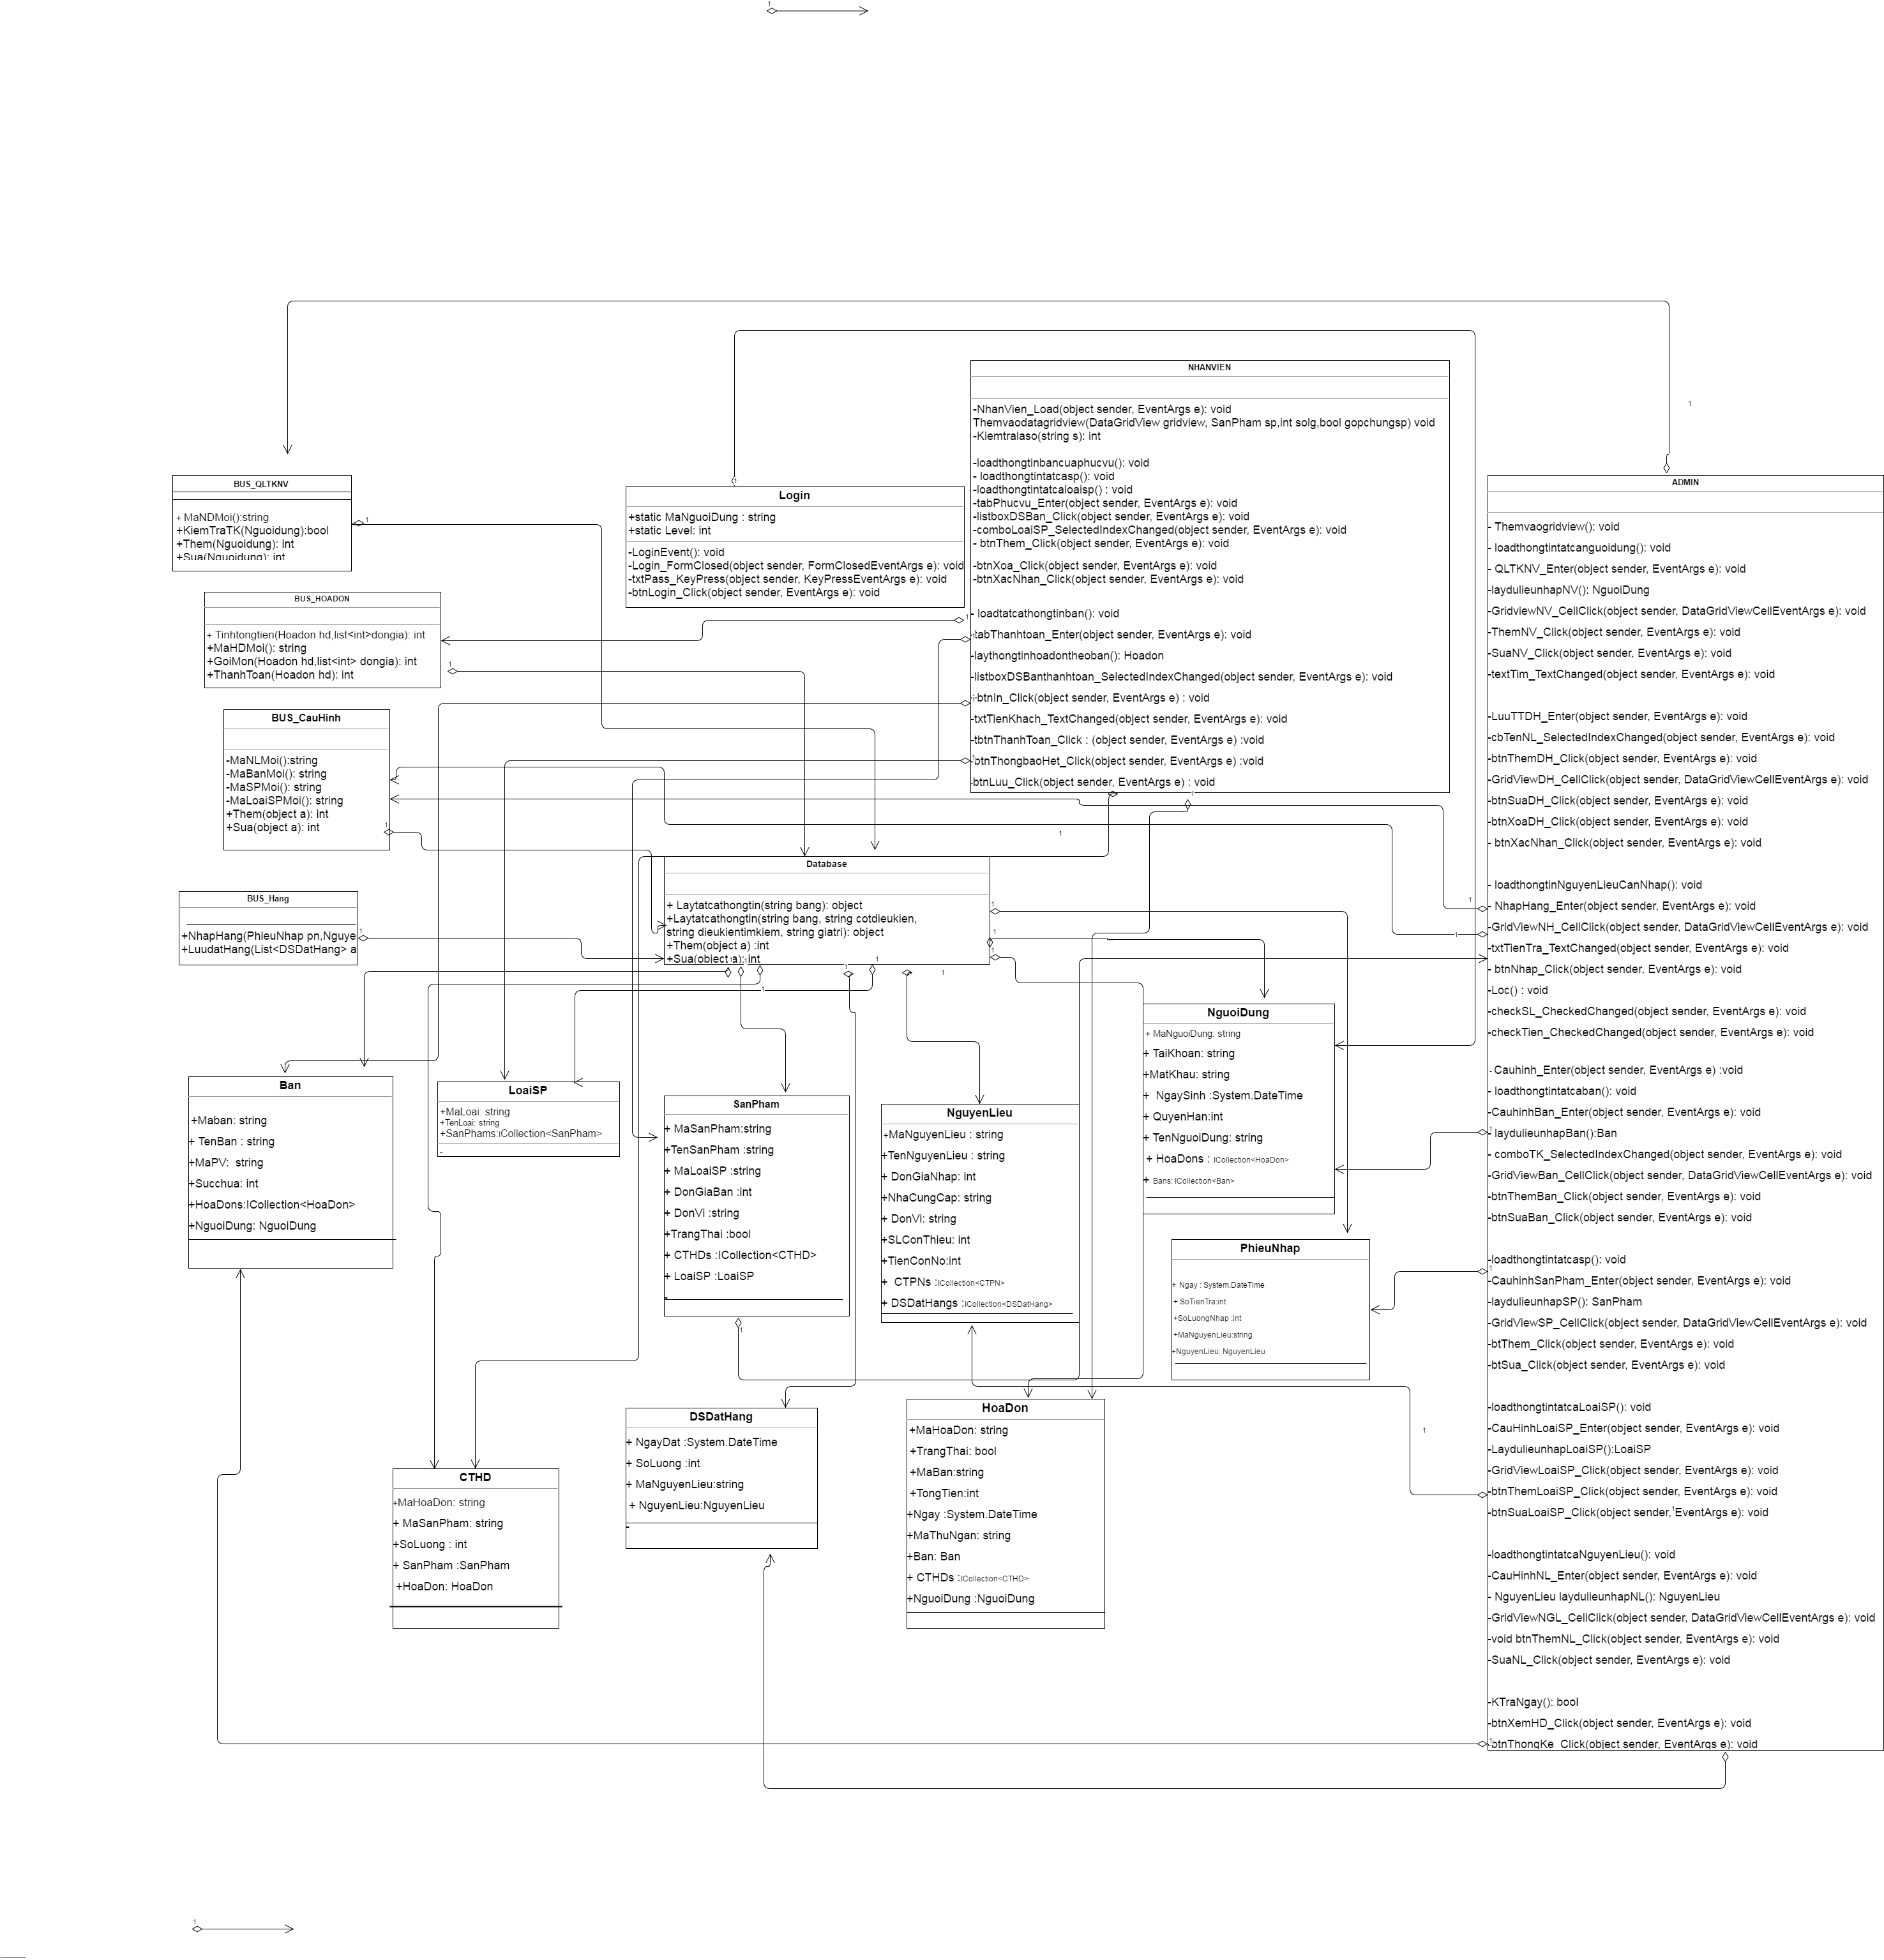 1
1
1
NHANVIEN
-NhanVien_Load(object sender, EventArgs e): void
Themvaodatagridview(DataGridView gridview, SanPham sp,int solg,bool gopchungsp) void
-Kiemtralaso(string s): int
-loadthongtinbancuaphucvu(): void
- loadthongtintatcasp(): void
-loadthongtintatcaloaisp() : void
-tabPhucvu_Enter(object sender, EventArgs e): void
-listboxDSBan_Click(object sender, EventArgs e): void
-comboLoaiSP_SelectedIndexChanged(object sender, EventArgs e): void
- btnThem_Click(object sender, EventArgs e): void
-btnXoa_Click(object sender, EventArgs e): void
-btnXacNhan_Click(object sender, EventArgs e): void
- loadtatcathongtinban(): void
-tabThanhtoan_Enter(object sender, EventArgs e): void
-laythongtinhoadontheoban(): Hoadon
-listboxDSBanthanhtoan_SelectedIndexChanged(object sender, EventArgs e): void
-btnIn_Click(object sender, EventArgs e) : void
-txtTienKhach_TextChanged(object sender, EventArgs e): void
-tbtnThanhToan_Click : (object sender, EventArgs e) :void
-btnThongbaoHet_Click(object sender, EventArgs e) :void
-btnLuu_Click(object sender, EventArgs e) : void
BUS_QLTKNV
+ MaNDMoi():string
+KiemTraTK(Nguoidung):bool
+Them(Nguoidung): int
+Sua(Nguoidung): int
1
1
Login
+static MaNguoiDung : string
+static Level: int
-LoginEvent(): void
-Login_FormClosed(object sender, FormClosedEventArgs e): void
-txtPass_KeyPress(object sender, KeyPressEventArgs e): void
-btnLogin_Click(object sender, EventArgs e): void
BUS_HOADON
+ Tinhtongtien(Hoadon hd,list<int>dongia): int
+MaHDMoi(): string
+GoiMon(Hoadon hd,list<int> dongia): int
+ThanhToan(Hoadon hd): int
1
1
BUS_CauHinh
-MaNLMoi():string
-MaBanMoi(): string
-MaSPMoi(): string
-MaLoaiSPMoi(): string
+Them(object a): int
+Sua(object a): int
1
1
1
BUS_Hang
+NhapHang(PhieuNhap pn,Nguye
+LuudatHang(List<DSDatHang> a
1
Database
+ Laytatcathongtin(string bang): object
+Laytatcathongtin(string bang, string cotdieukien,
string dieukientimkiem, string giatri): object
+Them(object a) :int
+Sua(object a): int
1
1
1
1
1
1
1
1
ADMIN
- Themvaogridview(): void
- loadthongtintatcanguoidung(): void
- QLTKNV_Enter(object sender, EventArgs e): void
-laydulieunhapNV(): NguoiDung
-GridviewNV_CellClick(object sender, DataGridViewCellEventArgs e): void
-ThemNV_Click(object sender, EventArgs e): void
-SuaNV_Click(object sender, EventArgs e): void
-textTim_TextChanged(object sender, EventArgs e): void
-LuuTTDH_Enter(object sender, EventArgs e): void
-cbTenNL_SelectedIndexChanged(object sender, EventArgs e): void
-btnThemDH_Click(object sender, EventArgs e): void
-GridViewDH_CellClick(object sender, DataGridViewCellEventArgs e): void
-btnSuaDH_Click(object sender, EventArgs e): void
-btnXoaDH_Click(object sender, EventArgs e): void
- btnXacNhan_Click(object sender, EventArgs e): void
- loadthongtinNguyenLieuCanNhap(): void
1
- NhapHang_Enter(object sender, EventArgs e): void
-GridViewNH_CellClick(object sender, DataGridViewCellEventArgs e): void
1
-txtTienTra_TextChanged(object sender, EventArgs e): void
- btnNhap_Click(object sender, EventArgs e): void
-Loc() : void
-checkSL_CheckedChanged(object sender, EventArgs e): void
-checkTien_CheckedChanged(object sender, EventArgs e): void
- Cauhinh_Enter(object sender, EventArgs e) :void
- loadthongtintatcaban(): void
-CauhinhBan_Enter(object sender, EventArgs e): void
- laydulieunhapBan():Ban
- comboTK_SelectedIndexChanged(object sender, EventArgs e): void
-GridViewBan_CellClick(object sender, DataGridViewCellEventArgs e): void
-btnThemBan_Click(object sender, EventArgs e): void
-btnSuaBan_Click(object sender, EventArgs e): void
-loadthongtintatcasp(): void
-CauhinhSanPham_Enter(object sender, EventArgs e): void
-laydulieunhapSP(): SanPham
-GridViewSP_CellClick(object sender, DataGridViewCellEventArgs e): void
-btThem_Click(object sender, EventArgs e): void
-btSua_Click(object sender, EventArgs e): void
-loadthongtintatcaLoaiSP(): void
-CauHinhLoaiSP_Enter(object sender, EventArgs e): void
-LaydulieunhapLoaiSP():LoaiSP
-GridViewLoaiSP_Click(object sender, EventArgs e): void
-btnThemLoaiSP_Click(object sender, EventArgs e): void
-btnSuaLoaiSP_Click(object sender, EventArgs e): void
1
-loadthongtintatcaNguyenLieu(): void
-CauHinhNL_Enter(object sender, EventArgs e): void
- NguyenLieu laydulieunhapNL(): NguyenLieu
-GridViewNGL_CellClick(object sender, DataGridViewCellEventArgs e): void
-void btnThemNL_Click(object sender, EventArgs e): void
-SuaNL_Click(object sender, EventArgs e): void
-KTraNgay(): bool
-btnXemHD_Click(object sender, EventArgs e): void
-btnThongKe_Click(object sender, EventArgs e): void
NguoiDung
+ MaNguoiDung: string
+ TaiKhoan: string
+MatKhau: string
+ NgaySinh :System.DateTime
+ QuyenHan:int
+ TenNguoiDung: string
+ HoaDons : ICollection<HoaDon>
+ Bans: ICollection<Ban>
Ban
+Maban: string
+ TenBan : string
+MaPV: string
+Succhua: int
+HoaDons:ICollection<HoaDon>
+NguoiDung: NguoiDung
LoaiSP
+MaLoai: string
+TenLoai: string
+SanPhams:iCollection<SanPham>
-
SanPham
+ MaSanPham:string
+TenSanPham :string
+ MaLoaiSP :string
+ DonGiaBan :int
+ DonVi :string
+TrangThai :bool
+ CTHDs :ICollection<CTHD>
+ LoaiSP :LoaiSP
-
1
NguyenLieu
+MaNguyenLieu : string
+TenNguyenLieu : string
+ DonGiaNhap: int
+NhaCungCap: string
+ DonVi: string
+SLConThieu: int
+TienConNo:int
+ CTPNs :ICollection<CTPN>
+ DSDatHangs :ICollection<DSDatHang>
PhieuNhap
+ Ngay : System.DateTime
+ SoTienTra:int
+SoLuongNhap :int
+MaNguyenLieu:string
+NguyenLieu: NguyenLieu
CTHD
+MaHoaDon: string
+ MaSanPham: string
+SoLuong : int
+ SanPham :SanPham
+HoaDon: HoaDon
DSDatHang
+ NgayDat :System.DateTime
+ SoLuong :int
+ MaNguyenLieu:string
+ NguyenLieu:NguyenLieu
-
HoaDon
+MaHoaDon: string
+TrangThai: bool
+MaBan:string
+TongTien:int
+Ngay :System.DateTime
+MaThuNgan: string
+Ban: Ban
+ CTHDs :ICollection<CTHD>
+NguoiDung :NguoiDung
1
1